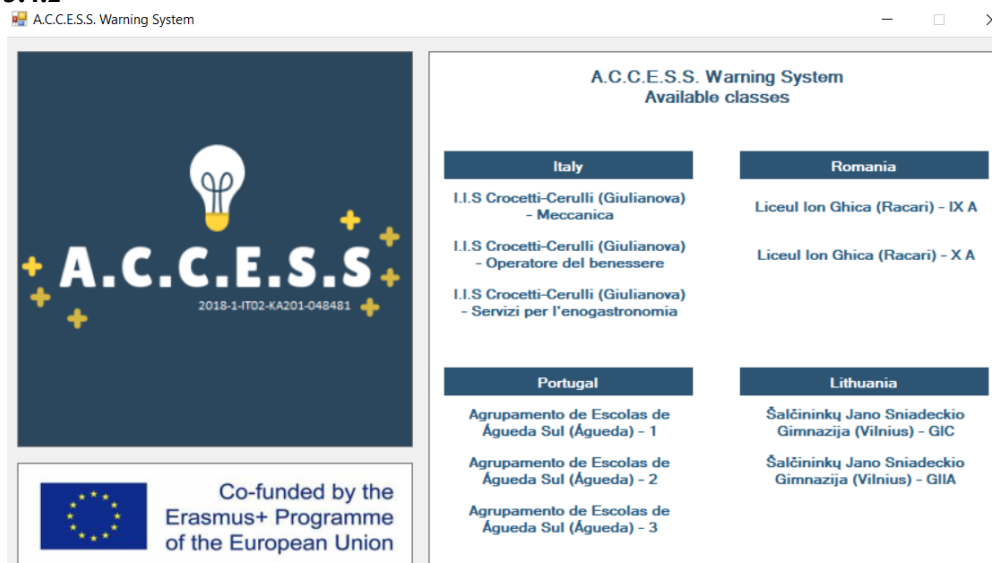 A.C.C.E.S.S. Warning System
A.C.C.E.S.S
2018-1-IT02-KA201-048481
Co-funded by the
Erasmus+ Programme
of the European Union
A.C.C.E.S.S. Warning System
Available classes
Italy
I.I.S Crocetti-Cerulli (Giulianova)
- Meccanica
I.I.S Crocetti-Cerulli (Giulianova)
- Operatore del benessere
I.I.S Crocetti-Cerulli (Giulianova)
- Servizi per l'enogastronomia
Romania
Liceul Ion Ghica (Racari) - IX A
Liceul Ion Ghica (Racari) - X A
Portugal
Agrupamento de Escolas de
Águeda Sul (Águeda) - 1
Agrupamento de Escolas de
Águeda Sul (Águeda) - 2
Agrupamento de Escolas de
Águeda Sul (Águeda) - 3
Lithuania
Šalčininkų Jano Sniadeckio
Gimnazija (Vilnius) - GIC
Šalčininkų Jano Sniadeckio
Gimnazija (Vilnius) - GIIA